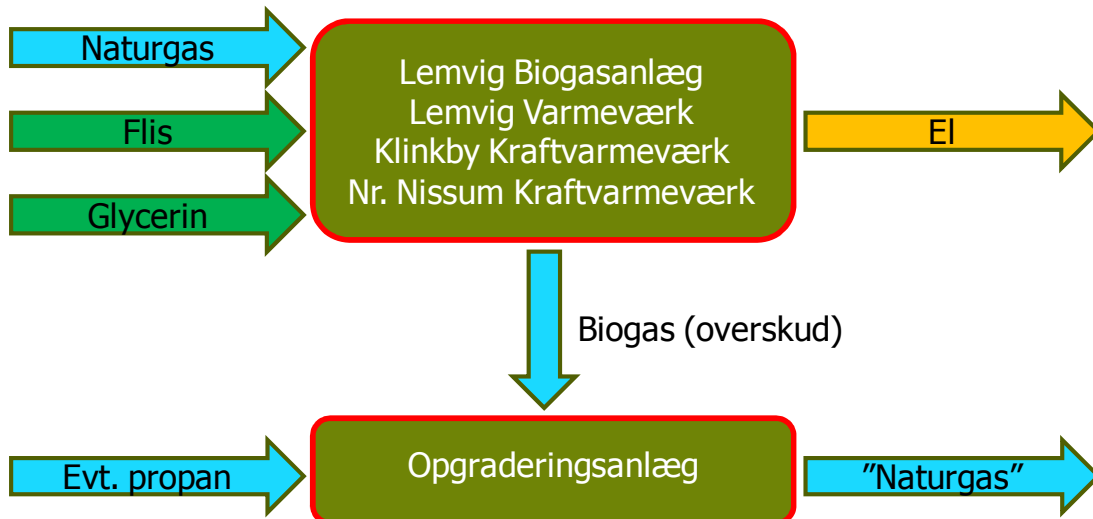 Naturgas
Flis
Glycerin
Lemvig Biogasanlæg
Lemvig Varmeværk
Klinkby Kraftvarmeværk
Nr. Nissum Kraftvarmeværk
El
Biogas (overskud)
Evt. propan
Opgraderingsanlæg
”Naturgas”